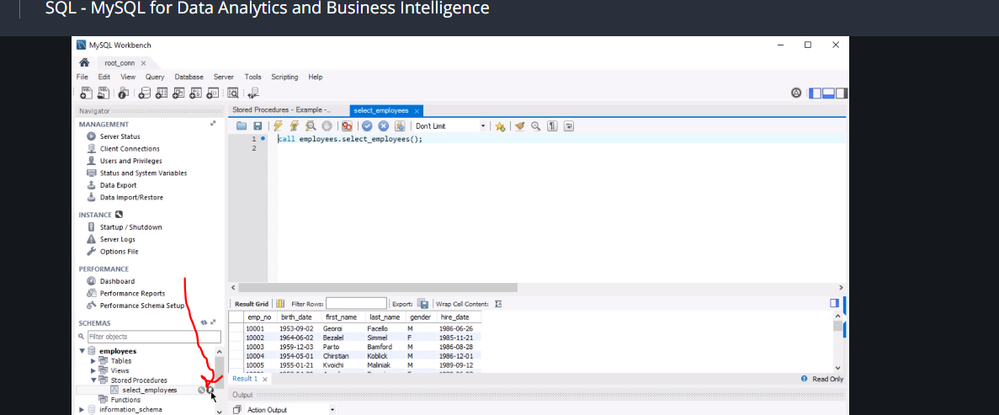 SQL - MySQL for Data Analytics and Business Intelligence
MySQL Workbench
root_conn
File Edit View Query Database Server Tools Scripting Help
Navigator
MANAGEMENT
Server Status
Client Connections
Users and Privileges
Status and System Variables
Data Export
Data Import/Restore
INSTANCE
Startup / Shutdown
Server Logs
Options File
PERFORMANCE
Dashboard
Performance Reports
Performance Schema Setup
SCHEMAS
Filter objects
employees
Tables
Views
Stored Procedures
select_employees
Functions
information_schema
Stored Procedures - Example -.. select_employees
Don't Limit
1 call employees.select_employees();
2
Result Grid Filter Rows: Export: Wrap Cell Content:
emp_no birth_date first_name last_name gender hire_date
10001 1953-09-02 Georgi Facello M 1986-06-26
10002 1964-06-02 Bezalel Simmel F 1985-11-21
10003 1959-12-03 Parto Bamford M 1986-08-28
10004 1954-05-01 Chirstian Koblick M 1986-12-01
10005 1955-01-21 Kyoichi Maliniak M 1989-09-12
Result 1 Read Only
Output
Action Output